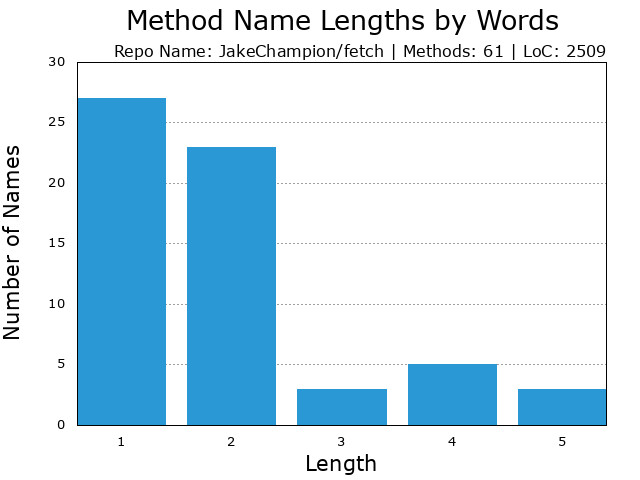 Method Name Lengths by Words
Repo Name: JakeChampion/fetch | Methods: 61 | LoC: 2509
30
25
20
15
10
5
0
Number of Names
1 2 3 4 5
Length